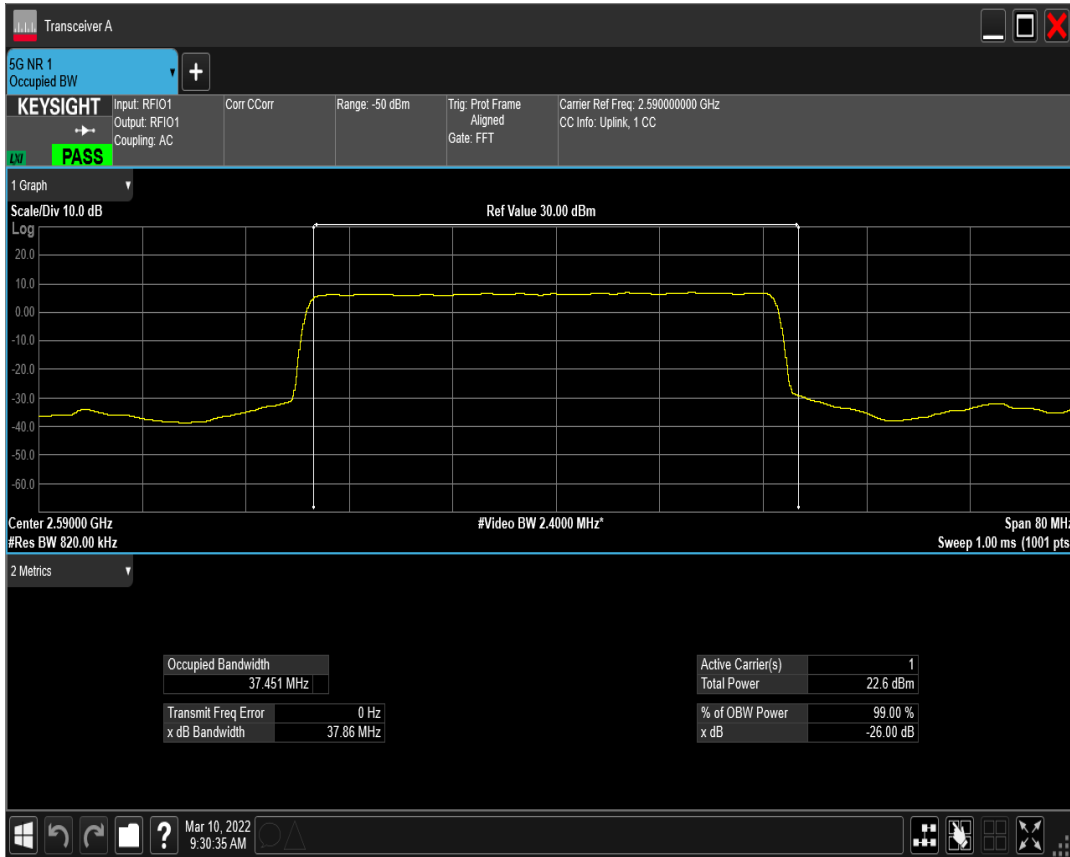 Transceiver A
5G NR 1
Occupied BW
KEYSIGHT
LXI
PASS
Input: RFIO1
Output: RFIO1
Coupling: AC
Corr CCorr
Range: -50 dBm
Trig: Prot Frame
Aligned
Gate: FFT
Carrier Ref Freq: 2.590000000 GHz
CC Info: Uplink, 1 CC
1 Graph
Scale/Div 10.0 dB
Ref Value 30.00 dBm
Log
20.0
10.0
0.00
-10.0
-20.0
-30.0
-40.0
-50.0
-60.0
Center 2.59000 GHz
#Video BW 2.4000 MHz*
Span 80 MHz
#Res BW 820.00 kHz
Sweep 1.00 ms (1001 pts
2 Metrics
Occupied Bandwidth
37.451 MHz
Transmit Freq Error 0 Hz
x dB Bandwidth 37.86 MHz
Active Carrier(s) 1
Total Power 22.6 dBm
% of OBW Power 99.00 %
x dB -26.00 dB
?
Mar 10, 2022
9:30:35 AM